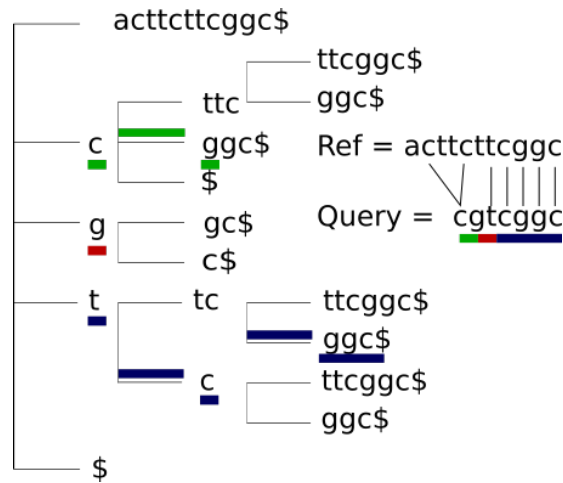 acttcttcggc$
ttcggc$
ttc
ggc$
c
ggc$
$
Ref = acttcttcggc
g
gc$
Query = cgtcggc
c$
t
tc
ttcggc$
ggc$
c
ttcggc$
ggc$
$